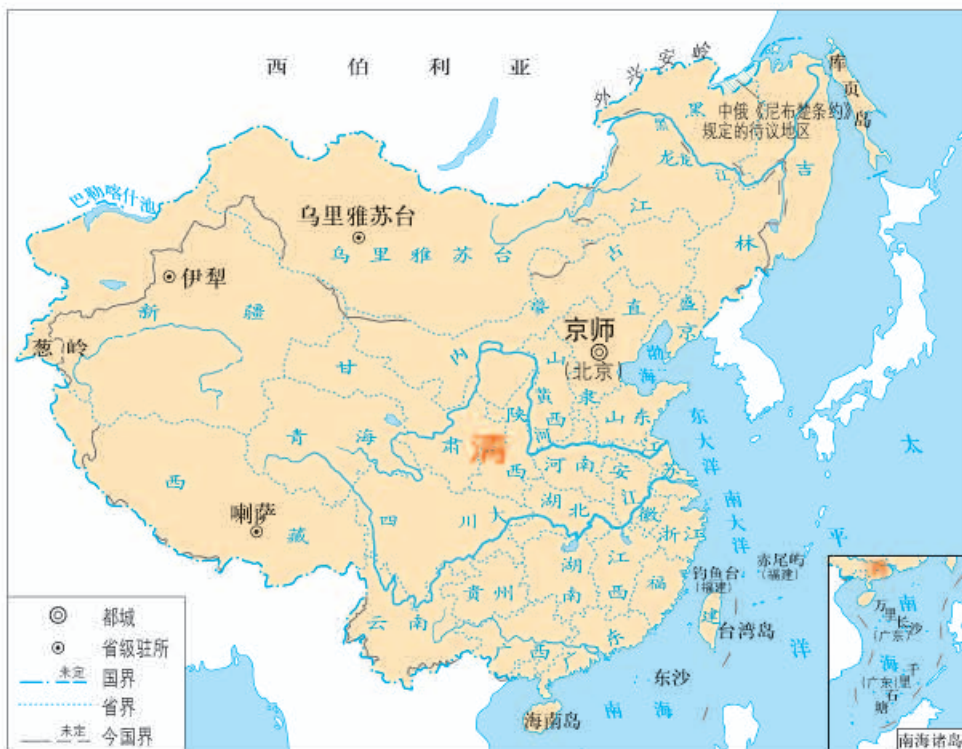 西伯利亚
外兴安岭
库页岛
中俄《尼布楚条约》
规定的待议地区
黑龙江
黑龙江
吉林
巴勒喀什池
乌里雅苏台
乌里雅苏台
伊犁
新疆
葱岭
内蒙古
直隶
盛京
京师
(北京)
渤海
甘肃
山西
黄河
陕西
山东
青海
清
河南
安徽
江苏
东大洋
南大洋
太平洋
西藏
喇萨
四川
大江
湖北
浙江
贵州
湖南
江西
福建
云南
广西
广东
钓鱼台
(福建)
赤尾屿
(福建)
台湾岛
东沙
南海
海南岛
都城
省级驻所
未定
国界
省界
未定
今国界
南海
万里长沙
(广东)
千里石塘
(广东)
南海诸岛